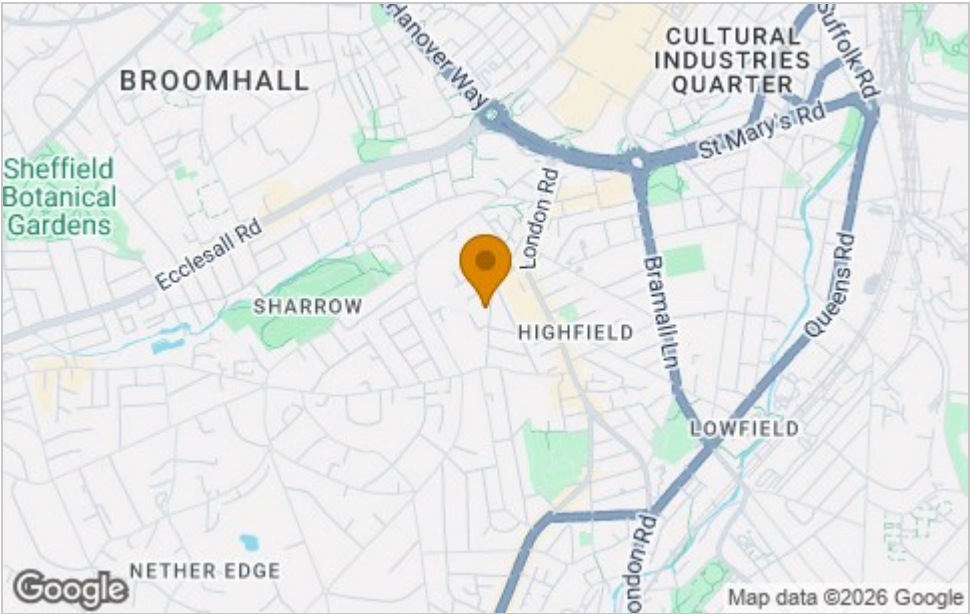 Hanover Way
CULTURAL
INDUSTRIES
QUARTER
Suffolk Rd
BROOMHALL
St Mary's Rd
Sheffield
Botanical
Gardens
London Rd
Ecclesall Rd
Bramall Ln
Queens Rd
SHARROW
HIGHFIELD
LOWFIELD
London Rd
NETHER EDGE
Google
Map data ©2026 Google